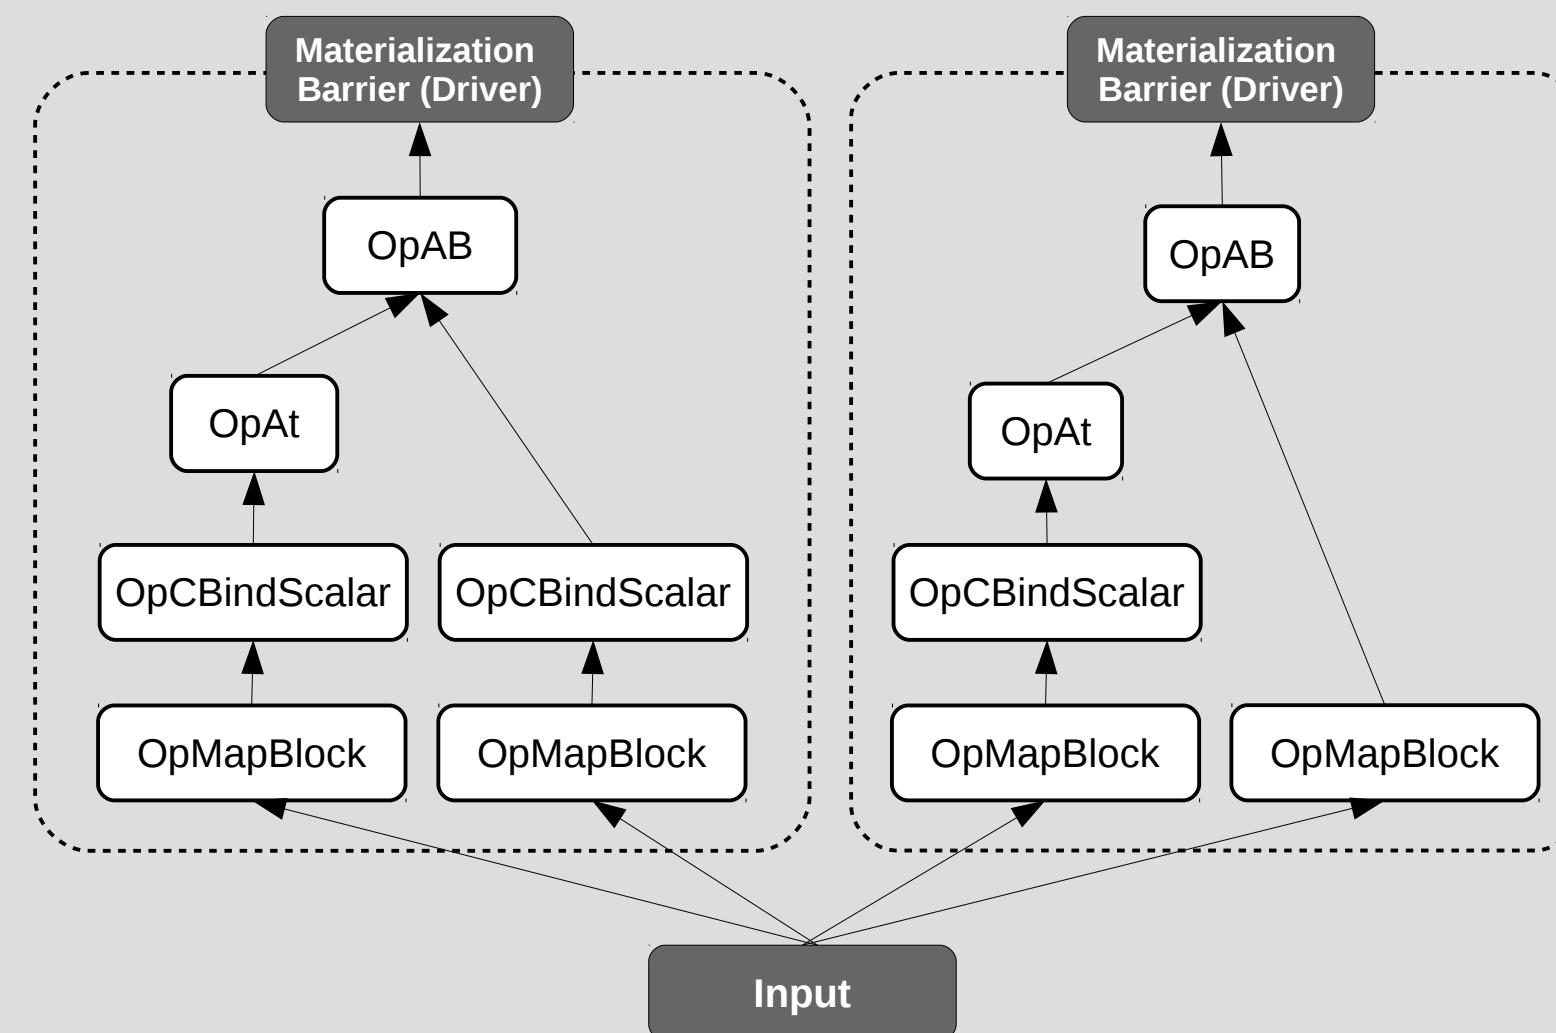 Materialization
Barrier (Driver)
Materialization
Barrier (Driver)
OpAB
OpAB
OpAt
OpAt
OpCBindScalar
OpCBindScalar
OpCBindScalar
OpMapBlock
OpMapBlock
OpMapBlock
OpMapBlock
Input